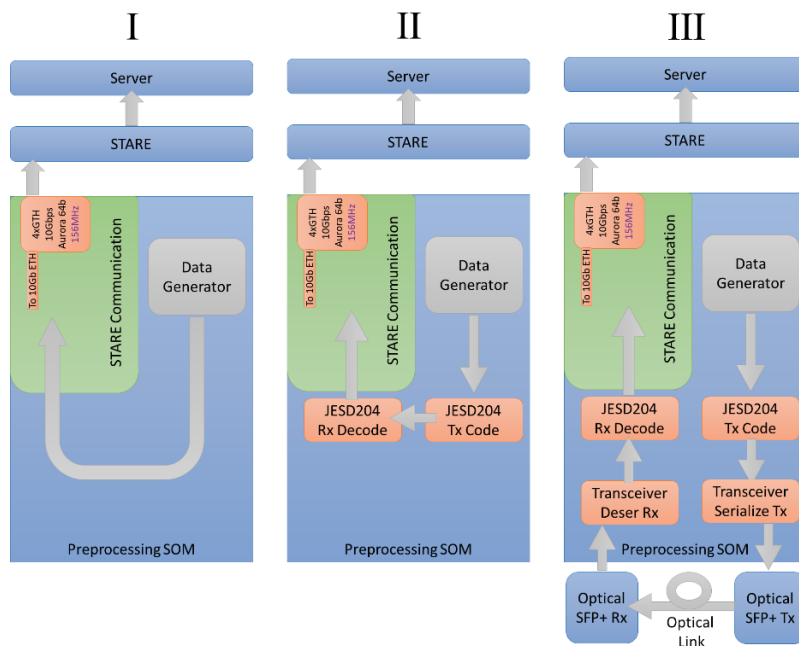 I
II
III
Server
STARE
4xGTH
10Gbps
Aurora 64b
156MHz
To 10Gb ETH
STARE Communication
Data
Generator
Preprocessing SOM
Server
STARE
4xGTH
10Gbps
Aurora 64b
156MHz
To 10Gb ETH
STARE Communication
Data
Generator
JESD204
Rx Decode
JESD204
Tx Code
Preprocessing SOM
Server
STARE
4xGTH
10Gbps
Aurora 64b
156MHz
To 10Gb ETH
STARE Communication
Data
Generator
JESD204
Rx Decode
JESD204
Tx Code
Transceiver
Deser Rx
Transceiver
Serialize Tx
Preprocessing SOM
Optical
SFP+ Rx
Optical
Link
Optical
SFP+ Tx